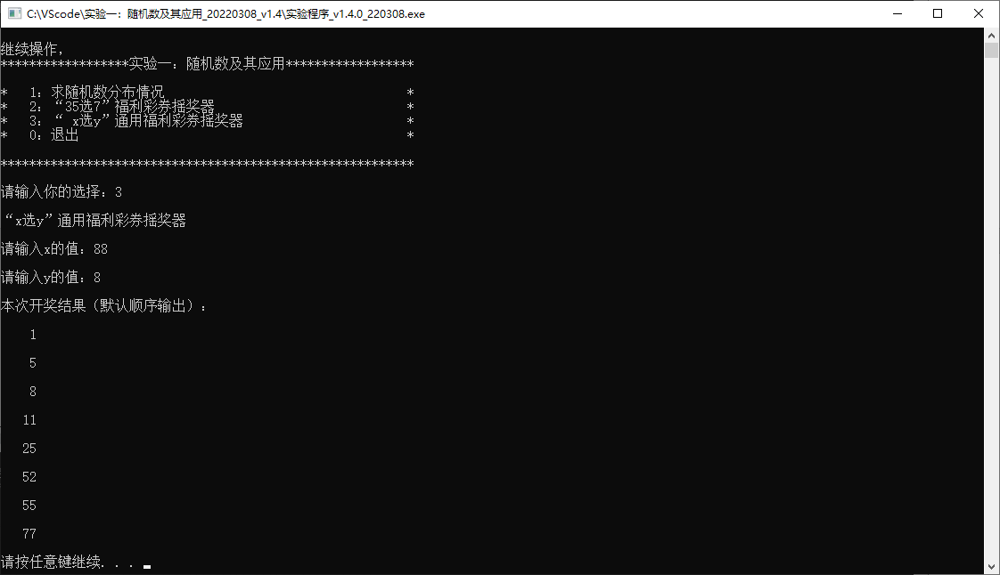 C:\VScode\实验一：随机数及其应用_20220308_v1.4\实验程序_v1.4.0_220308.exe
继续操作，
******************实验一：随机数及其应用******************
*   1：求随机数分布情况                                  *
*   2：“35选7”福利彩券摇奖器                           *
*   3：“ x选y”通用福利彩券摇奖器                       *
*   0：退出                                              *
**********************************************************
请输入你的选择：3
“x选y”通用福利彩券摇奖器
请输入x的值：88
请输入y的值：8
本次开奖结果（默认顺序输出）：
1
5
8
11
25
52
55
77
请按任意键继续. . .